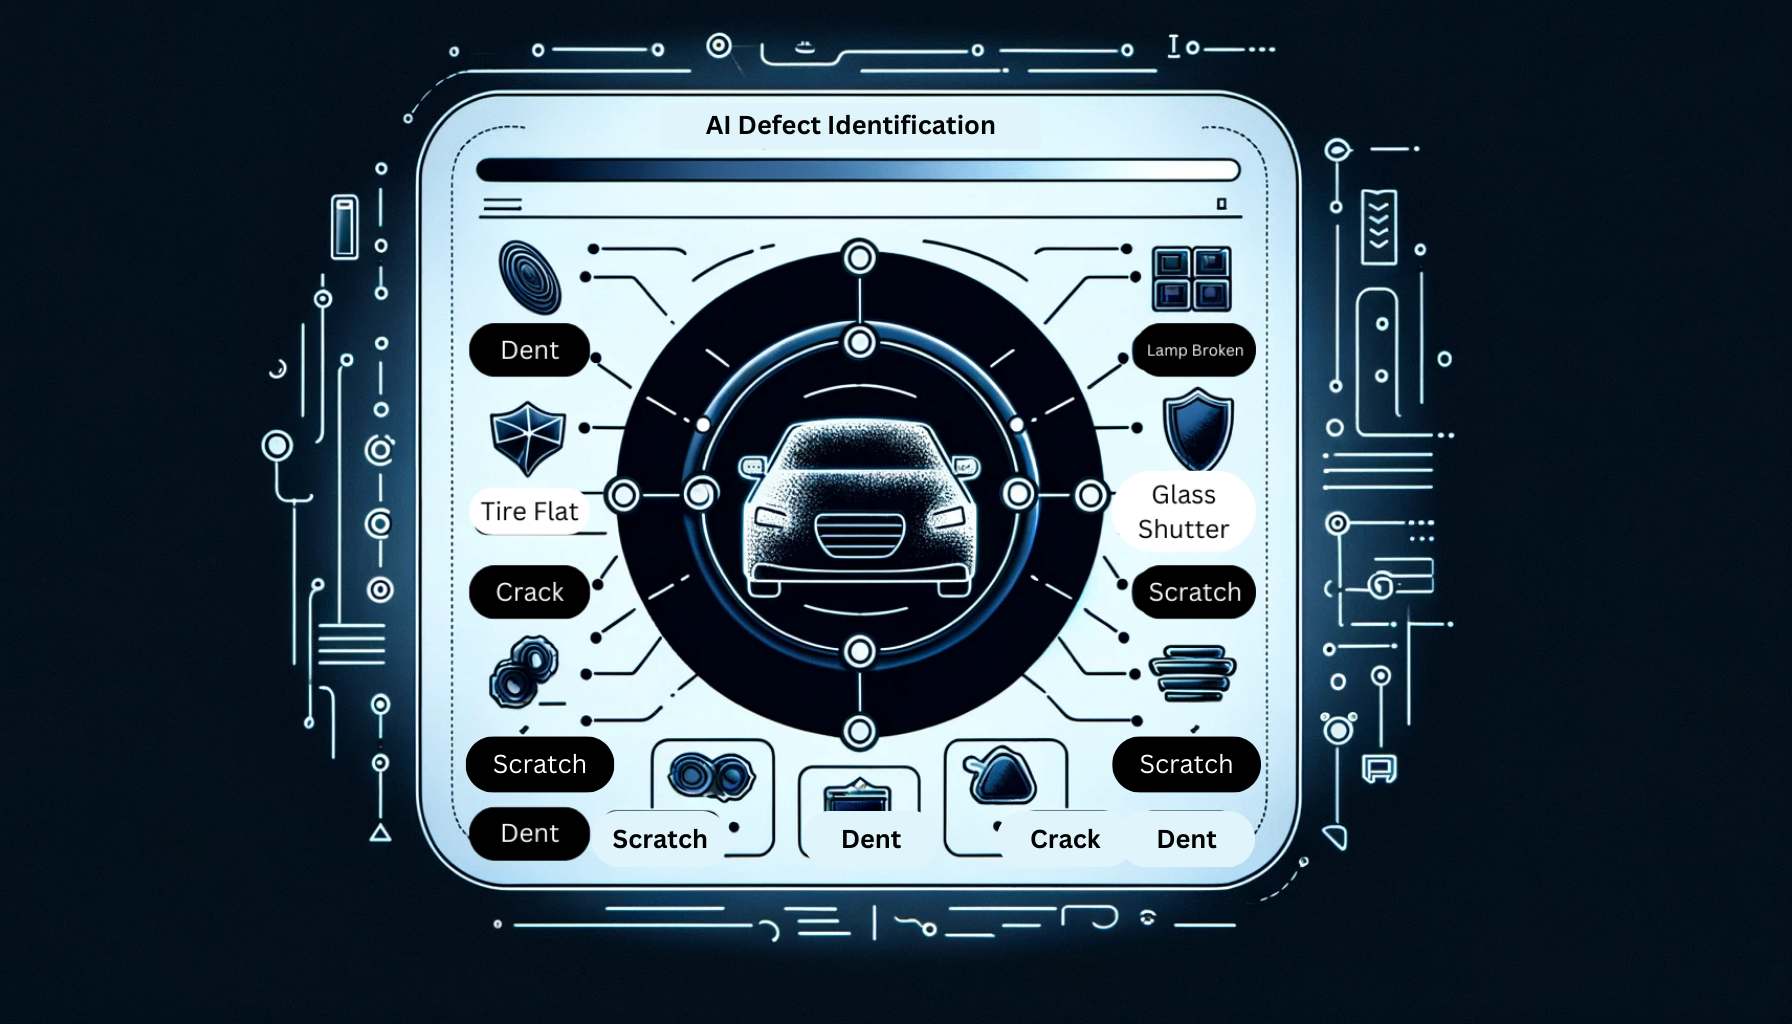 AI Defect Identification
Dent
Lamp Broken
Tire Flat
Glass
Shutter
Crack
Scratch
Scratch
Scratch
Dent
Scratch
Dent
Crack
Dent